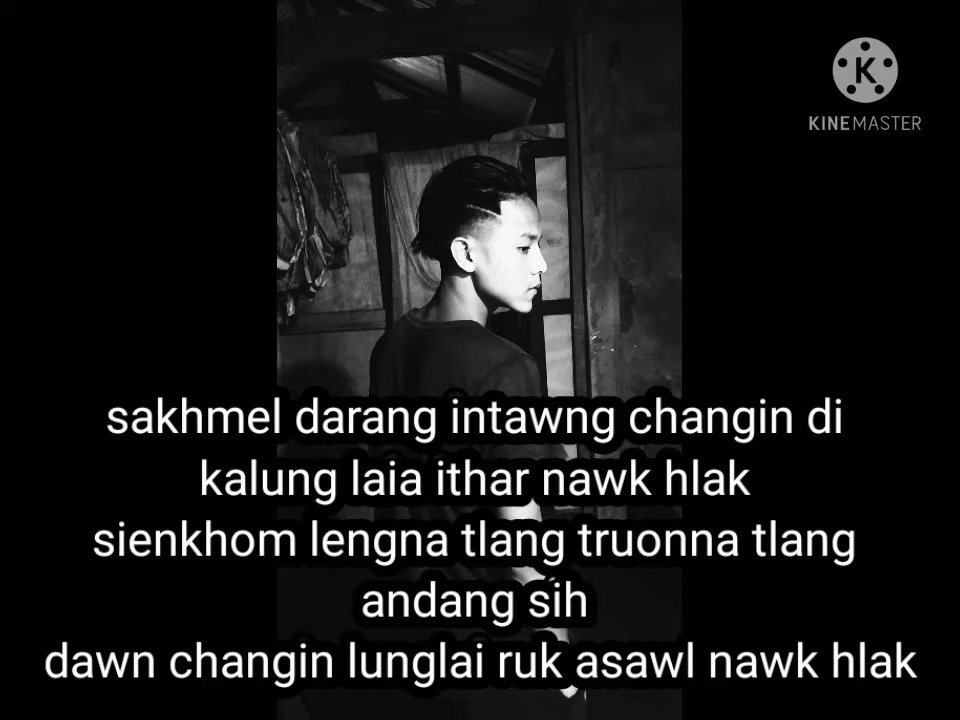 KINEMASTER
sakhmel darang intawng changin di
kalung laia ithar nawk hlak
sienkhom lengna tlang truonna tlang
andang sih
dawn changin lunglai ruk asawl nawk hlak